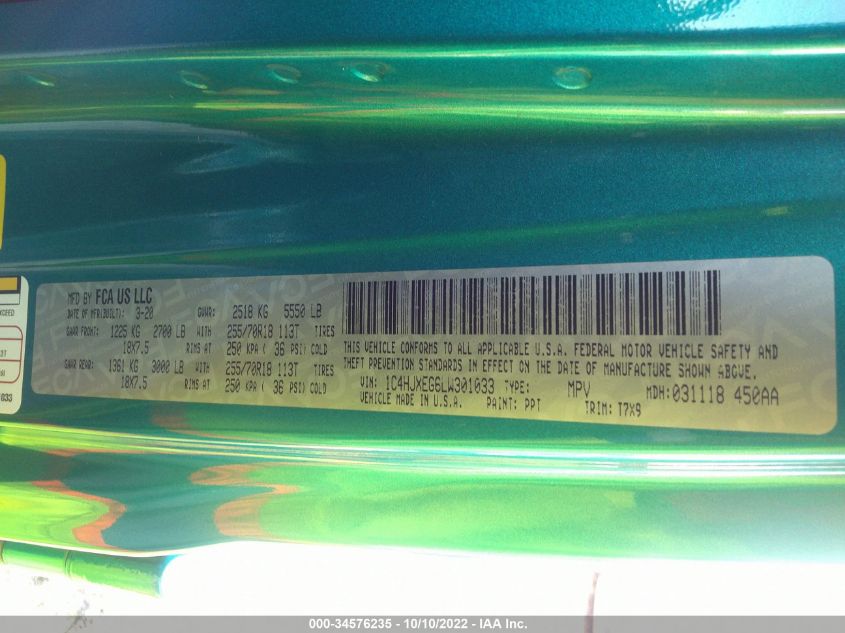 MFD BY FCA US LLC
DATE OF MFR(BUILT): 3-20 GVWR: 2518 KG 5550 LB
GAWR FRONT: 1225 KG 2700 LB WITH 255/70R18 113T TIRES
18X7.5 RIMS AT 250 KPA ( 36 PSI) COLD
GAWR REAR: 1361 KG 3000 LB WITH 255/70R18 113T TIRES
18X7.5 RIMS AT 250 KPA ( 36 PSI) COLD
THIS VEHICLE CONFORMS TO ALL APPLICABLE U.S.A. FEDERAL MOTOR VEHICLE SAFETY AND
THEFT PREVENTION STANDARDS IN EFFECT ON THE DATE OF MANUFACTURE SHOWN ABOVE.
VIN: 1C4HJXEG6LW301033 TYPE: MPV MDH: 031118 450AA
VEHICLE MADE IN U.S.A. PAINT: PPT TRIM: T7X9
XCEED
3T
1033
000-34576235 - 10/10/2022 - IAA Inc.